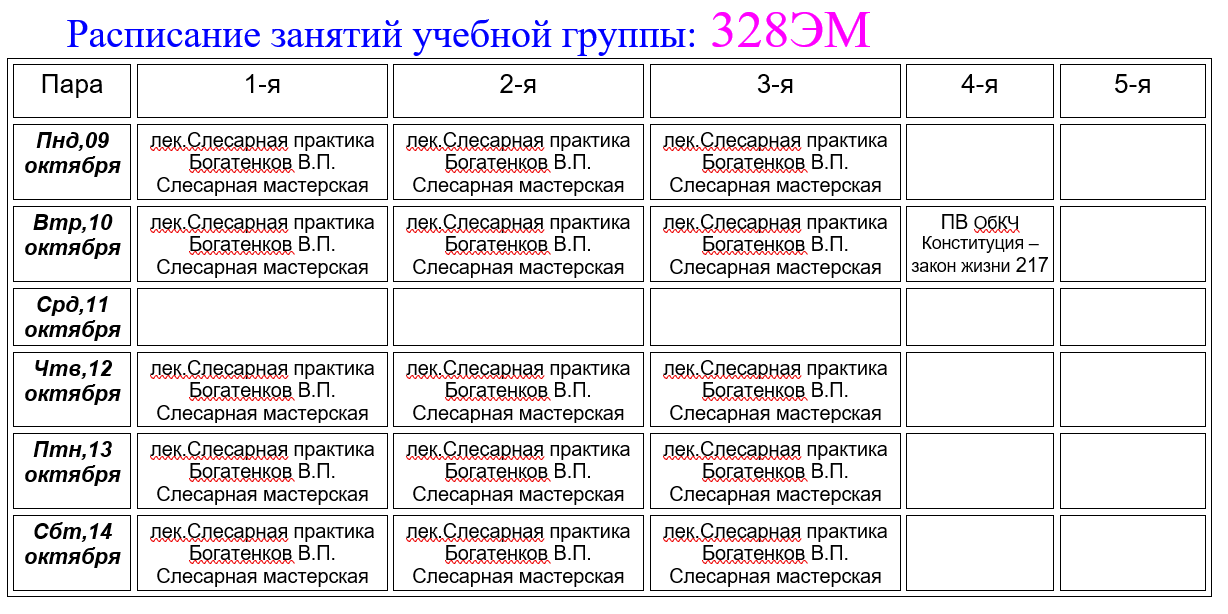 Расписание занятий учебной группы: 328ЭМ
Пара 1-я 2-я 3-я 4-я 5-я
Пнд,09 лек.Слесарная практика лек.Слесарная практика лек.Слесарная практика
октября Богатенков В.П. Богатенков В.П. Богатенков В.П.
Слесарная мастерская Слесарная мастерская Слесарная мастерская
Втр,10 лек.Слесарная практика лек.Слесарная практика лек.Слесарная практика ПВ ОбКЧ
октября Богатенков В.П. Богатенков В.П. Богатенков В.П. Конституция –
Слесарная мастерская Слесарная мастерская Слесарная мастерская закон жизни 217
Срд,11
октября
Чтв,12 лек.Слесарная практика лек.Слесарная практика лек.Слесарная практика
октября Богатенков В.П. Богатенков В.П. Богатенков В.П.
Слесарная мастерская Слесарная мастерская Слесарная мастерская
Птн,13 лек.Слесарная практика лек.Слесарная практика лек.Слесарная практика
октября Богатенков В.П. Богатенков В.П. Богатенков В.П.
Слесарная мастерская Слесарная мастерская Слесарная мастерская
Сбт,14 лек.Слесарная практика лек.Слесарная практика лек.Слесарная практика
октября Богатенков В.П. Богатенков В.П. Богатенков В.П.
Слесарная мастерская Слесарная мастерская Слесарная мастерская